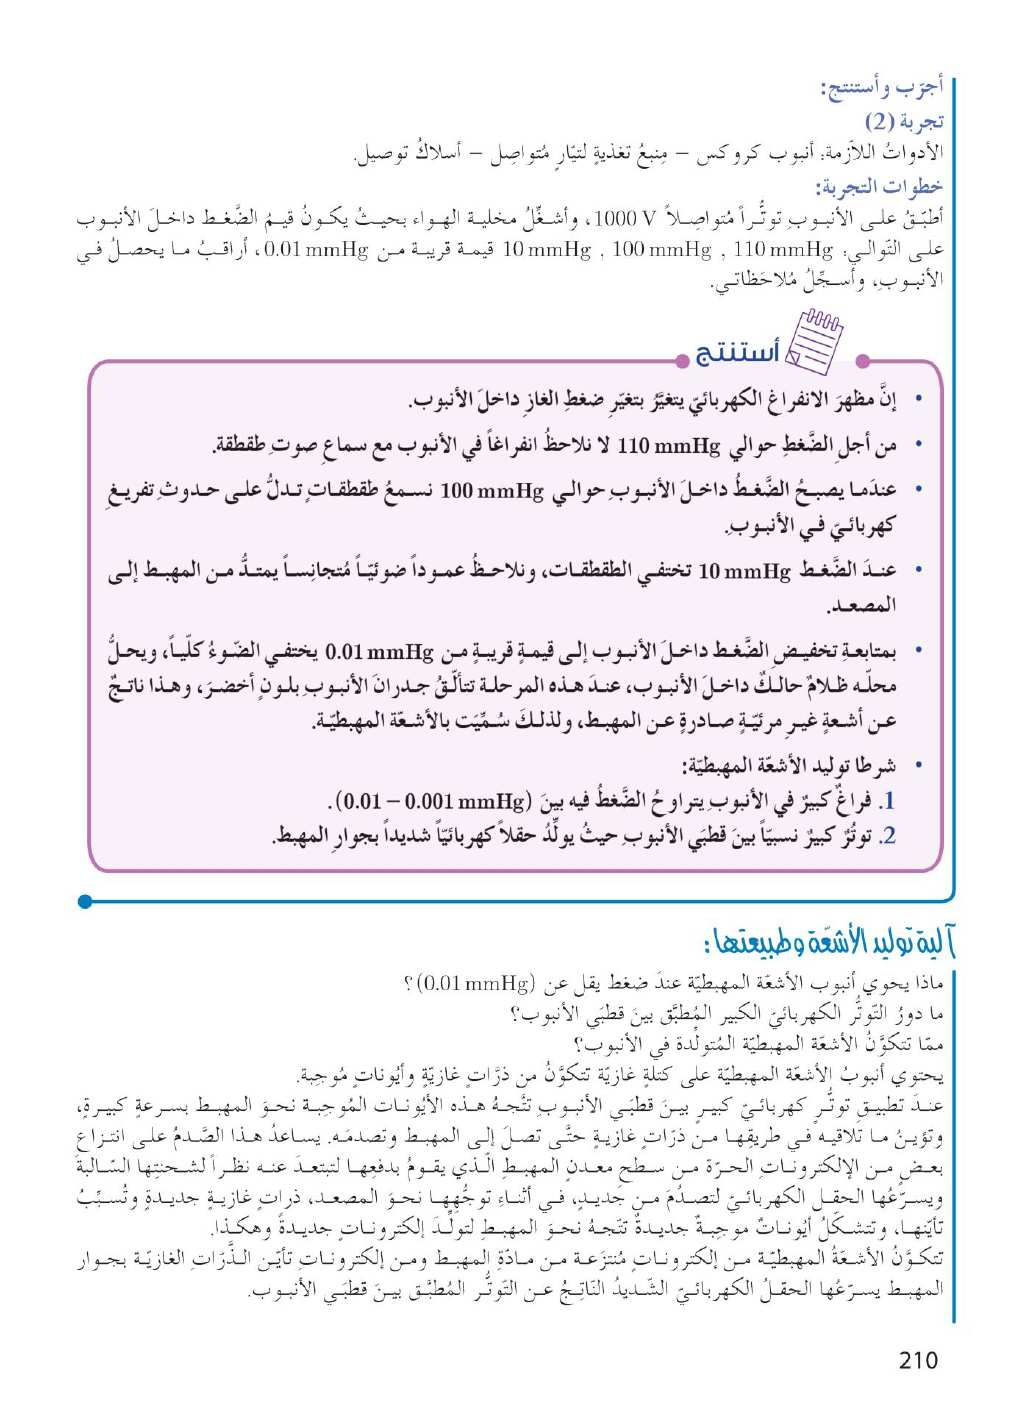 أجرّب وأستنتج:
تجربة (2)
الأدواتُ اللاّزمة: أنبوب كروكس – مِنبعُ تغذيةٍ لتيّارٍ مُتواصِل – أسلاكُ توصيل.
خطوات التجربة:
أطبّقُ على الأنبوبِ توتُّراً مُتواصِلاً 1000 V، وأشغِّلُ مخلية الهواء بحيثُ يكونُ قيمُ الضَّغط داخلَ الأنبوب
على التّوالي: 110 mmHg , 100 mmHg , 10 mmHg قيمة قريبة من 0.01 mmHg، أراقبُ ما يحصلُ في
الأنبوبِ، وأسجِّلُ مُلاحَظاتي.
أستنتج
• إنَّ مظهرَ الانفراغ الكهربائيّ يتغيَّرُ بتغيّرِ ضغطِ الغازِ داخلَ الأنبوب.
• من أجلِ الضَّغطِ حوالي 110 mmHg لا نلاحظُ انفراغاً في الأنبوب مع سماعِ صوتِ طقطقة.
• عندَما يصبحُ الضَّغطُ داخلَ الأنبوبِ حوالي 100 mmHg نسمعُ طقطقاتٍ تدلُّ على حدوثِ تفريغٍ
كهربائيّ في الأنبوبِ.
• عندَ الضَّغط 10 mmHg تختفي الطقطقات، ونلاحظُ عموداً ضوئيّاً مُتجانِساً يمتدُّ من المهبط إلى
المصعد.
• بمتابعةِ تخفيضِ الضَّغط داخلَ الأنبوب إلى قيمةٍ قريبةٍ من 0.01 mmHg يختفي الضّوءُ كلّياً، ويحلُّ
محلّه ظلامٌ حالكٌ داخلَ الأنبوب، عندَ هذه المرحلة تتألّقُ جدرانَ الأنبوبِ بلونٍ أخضرَ، وهذا ناتجٌ
عن أشعةٍ غيرِ مرئيّةٍ صادرةٍ عن المهبط، ولذلكَ سُمِّيَت بالأشعّة المهبطيّة.
• شرطا توليد الأشعّة المهبطيّة:
1. فراغٌ كبيرٌ في الأنبوبِ يتراوحُ الضَّغطُ فيه بينَ (0.01 – 0.001 mmHg).
2. توتُّرٌ كبيرٌ نسبيّاً بينَ قطبَي الأنبوبِ حيثُ يولِّدُ حقلاً كهربائيّاً شديداً بجوارِ المهبط.
آلية توليد الأشعّة وطبيعتها:
ماذا يحوي أنبوب الأشعّة المهبطيّة عندَ ضغط يقل عن (0.01 mmHg)؟
ما دورُ التّوتُّر الكهربائيّ الكبير المُطبَّق بينَ قطبَي الأنبوب؟
ممّا تتكوَّنُ الأشعّة المهبطيّة المُتولِّدة في الأنبوب؟
يحتوي أنبوبُ الأشعّة المهبطيّة على كتلةٍ غازيّة تتكوَّنُ من ذرَّاتٍ غازيّةٍ وأيُوناتٍ مُوجِبة.
عندَ تطبيقِ توتُّرٍ كهربائيّ كبيرٍ بينَ قطبَي الأنبوبِ تتَّجهُ هذه الأيُونات المُوجبة نحوَ المهبط بسرعةٍ كبيرةٍ،
وتؤيّنُ ما تلاقيه في طريقِها من ذرّاتٍ غازيةٍ حتَّى تصلَ إلى المهبط وتصدمَه. يساعدُ هذا الصَّدمُ على انتزاعِ
بعضٍ من الإلكتروناتِ الحرّة من سطحِ معدنِ المهبطِ الّذي يقومُ بدفعِها لتبتعدَ عنه نظراً لشحنتِها السَّالبة
ويسرّعُها الحقل الكهربائيّ لتصدُمَ من جديدٍ، في أثناءِ توجُّهِها نحوَ المصعد، ذراتٍ غازيةٍ جديدةٍ وتُسبِّبُ
تأيّنها، وتتشكّلُ أيُوناتٌ موجبةٌ جديدةٌ تتّجهُ نحوَ المهبطِ لتولّدَ إلكتروناتٍ جديدةً وهكذا.
تتكوَّنُ الأشعّةُ المهبطيّة من إلكتروناتٍ مُنتزَعة من مادّةِ المهبط ومن إلكتروناتِ تأيّنِ الذَّرّاتِ الغازيّة بجوار
المهبط يسرّعُها الحقلُ الكهربائيّ الشّديدُ النّاتِجُ عن التّوتُّر المُطبَّق بينَ قطبَي الأنبوب.
210